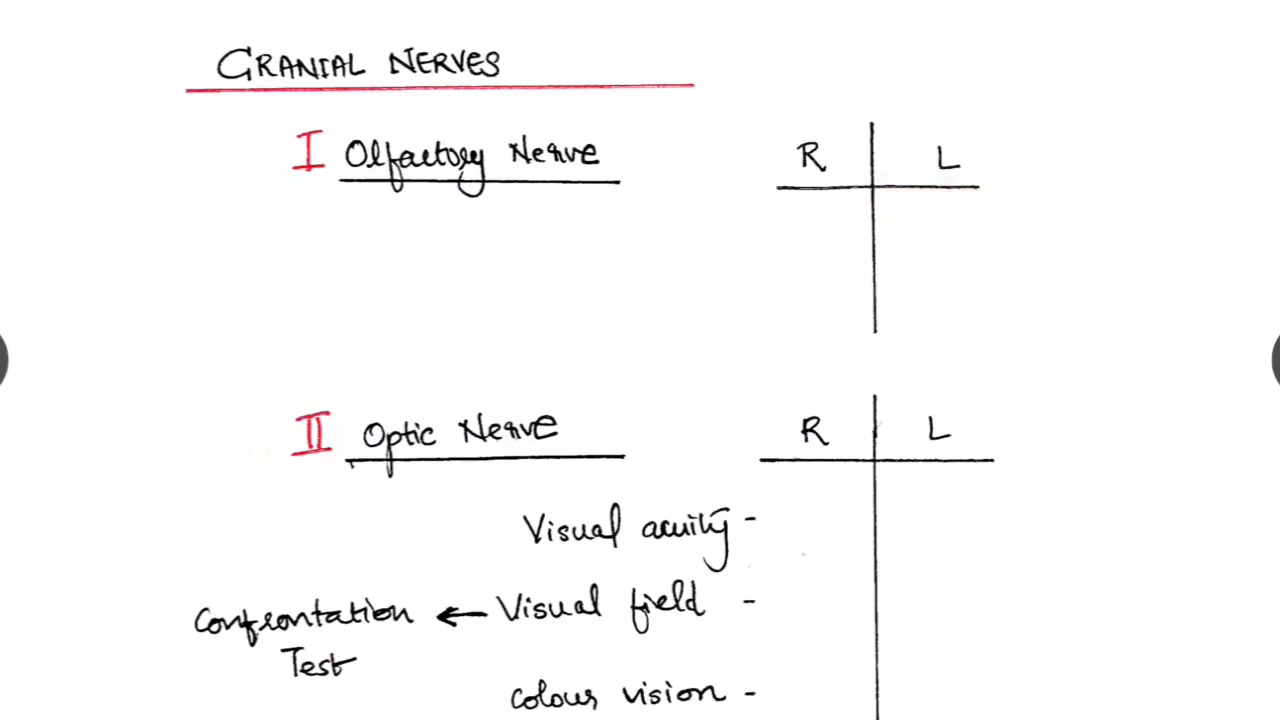 CRANIAL NERVES
I Olfactory Nerve R L
II Optic Nerve R L
Visual acuity -
Confrontation Test ← Visual field -
colour vision -